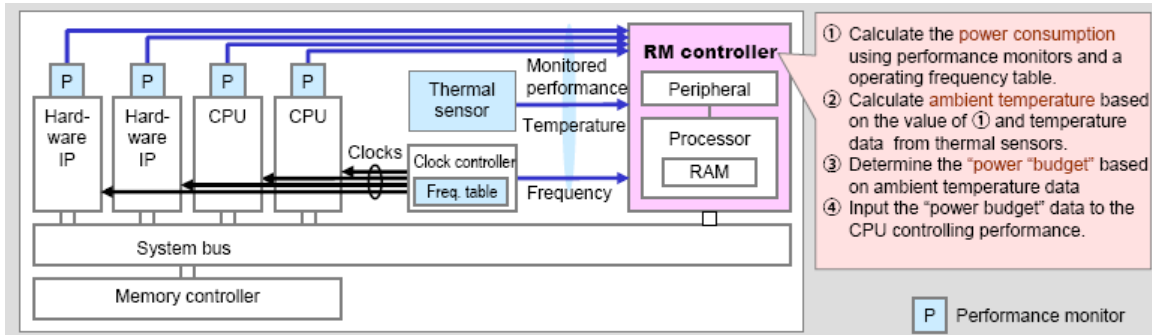 P
P
P
P
Hard-
ware
IP
Hard-
ware
IP
CPU
CPU
Clocks
Thermal
sensor
Clock controller
Freq. table
Monitored
performance
Temperature
Frequency
RM controller
Peripheral
Processor
RAM
System bus
Memory controller
① Calculate the power consumption
using performance monitors and a
operating frequency table.
② Calculate ambient temperature based
on the value of ① and temperature
data from thermal sensors.
③ Determine the “power “budget” based
on ambient temperature data
④ Input the “power budget” data to the
CPU controlling performance.
P Performance monitor